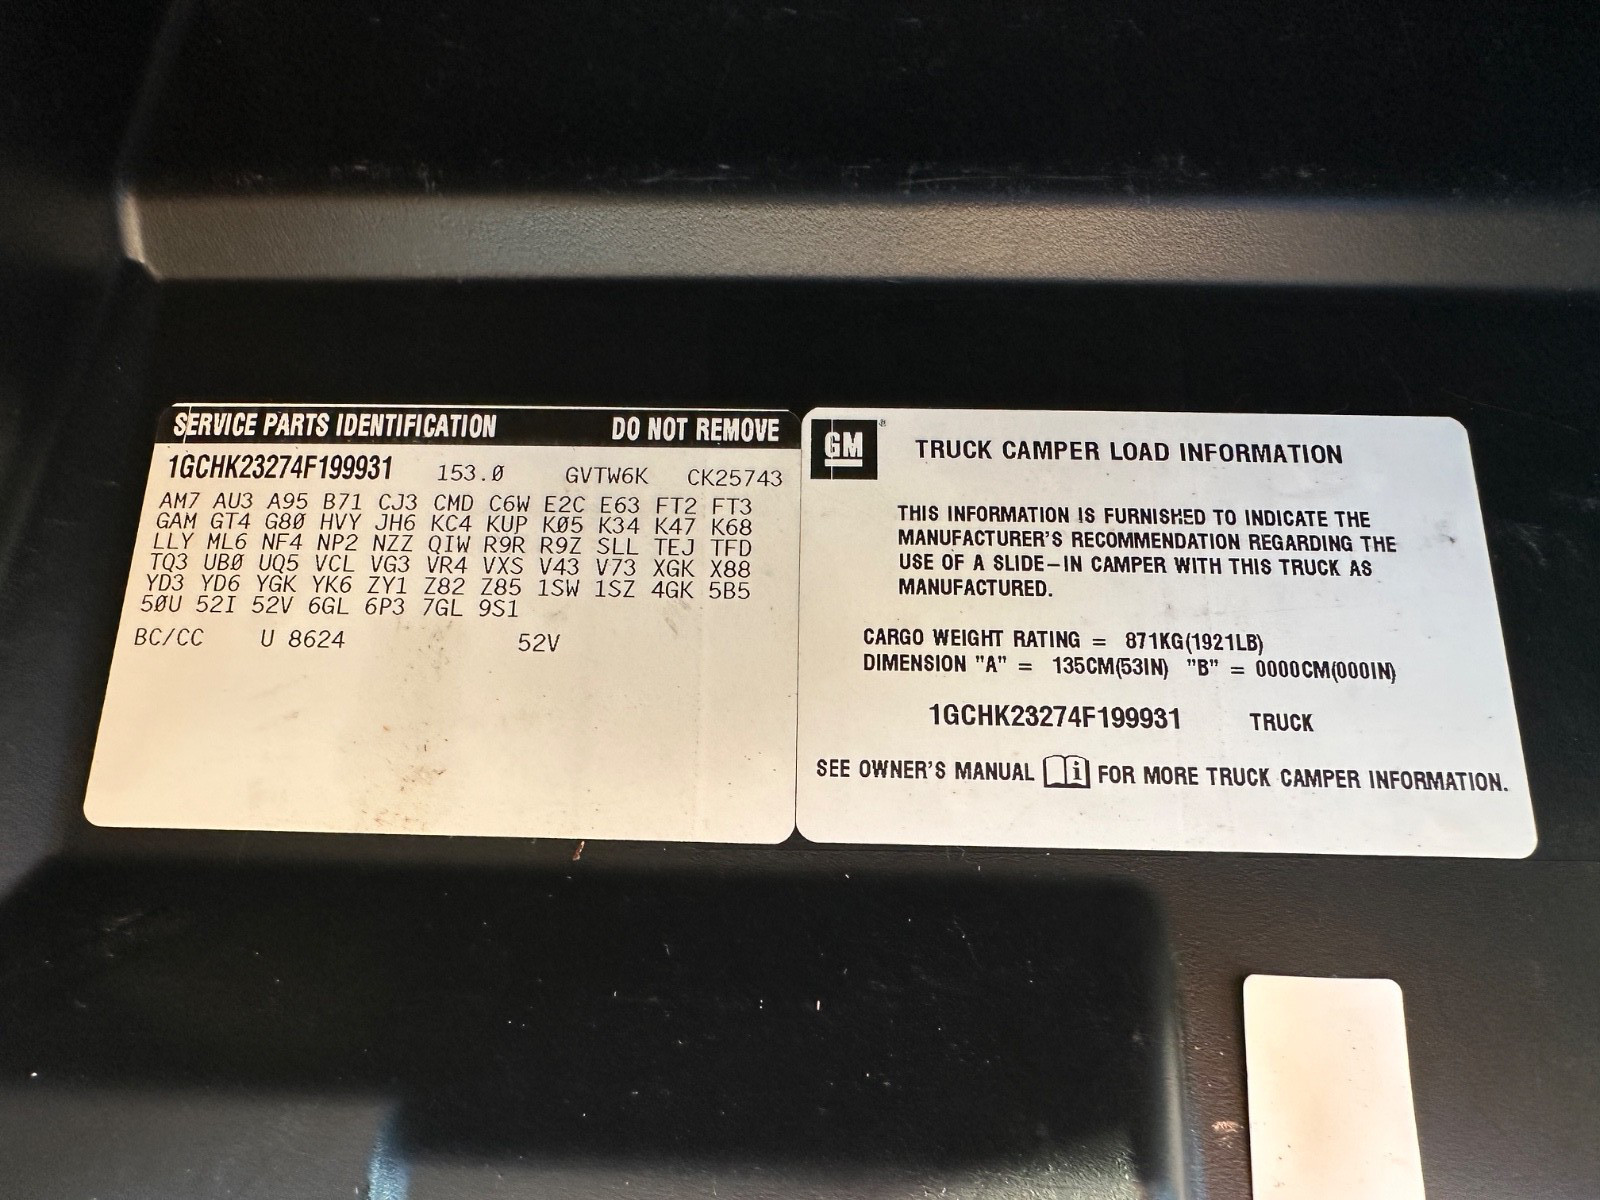 SERVICE PARTS IDENTIFICATION DO NOT REMOVE
1GCHK23274F199931 153.0 GVTW6K CK25743
AM7 AU3 A95 B71 CJ3 CMD C6W E2C E63 FT2 FT3
GAM GT4 G80 HVY JH6 KC4 KUP K05 K34 K47 K68
LLY ML6 NF4 NP2 NZZ QIW R9R R9Z SLL TEJ TFD
TQ3 UB0 UQ5 VCL VG3 VR4 VXS V43 V73 XGK X88
YD3 YD6 YGK YK6 ZY1 Z82 Z85 1SW 1SZ 4GK 5B5
50U 52I 52V 6GL 6P3 7GL 9S1
BC/CC U 8624 52V
GM® TRUCK CAMPER LOAD INFORMATION
THIS INFORMATION IS FURNISHED TO INDICATE THE
MANUFACTURER'S RECOMMENDATION REGARDING THE
USE OF A SLIDE-IN CAMPER WITH THIS TRUCK AS
MANUFACTURED.
CARGO WEIGHT RATING = 871KG(1921LB)
DIMENSION "A" = 135CM(53IN) "B" = 0000CM(000IN)
1GCHK23274F199931 TRUCK
SEE OWNER'S MANUAL i FOR MORE TRUCK CAMPER INFORMATION.